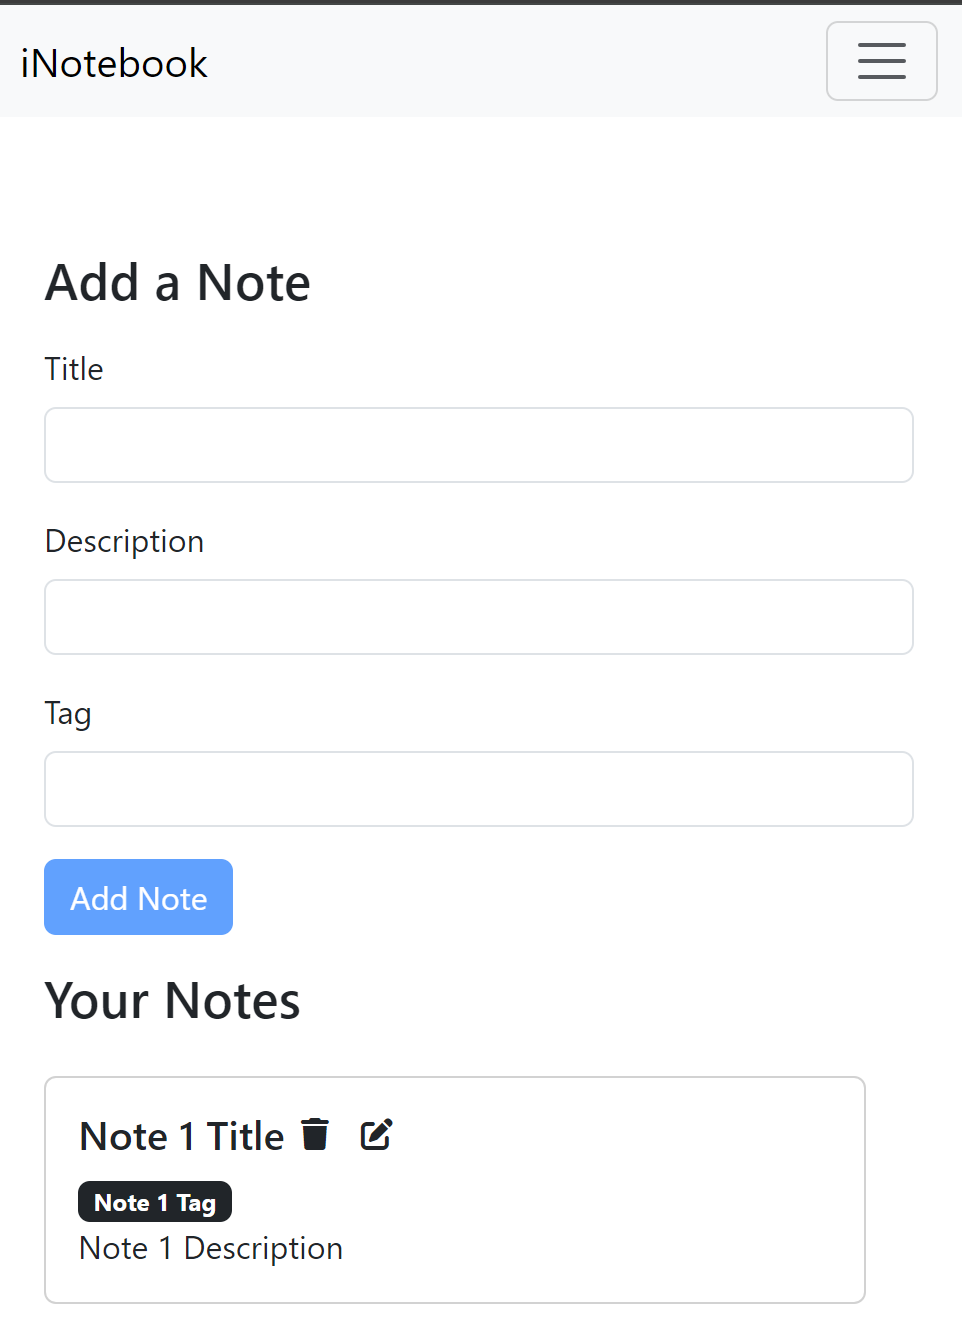 iNotebook
Add a Note
Title
Description
Tag
Add Note
Your Notes
Note 1 Title
Note 1 Tag
Note 1 Description